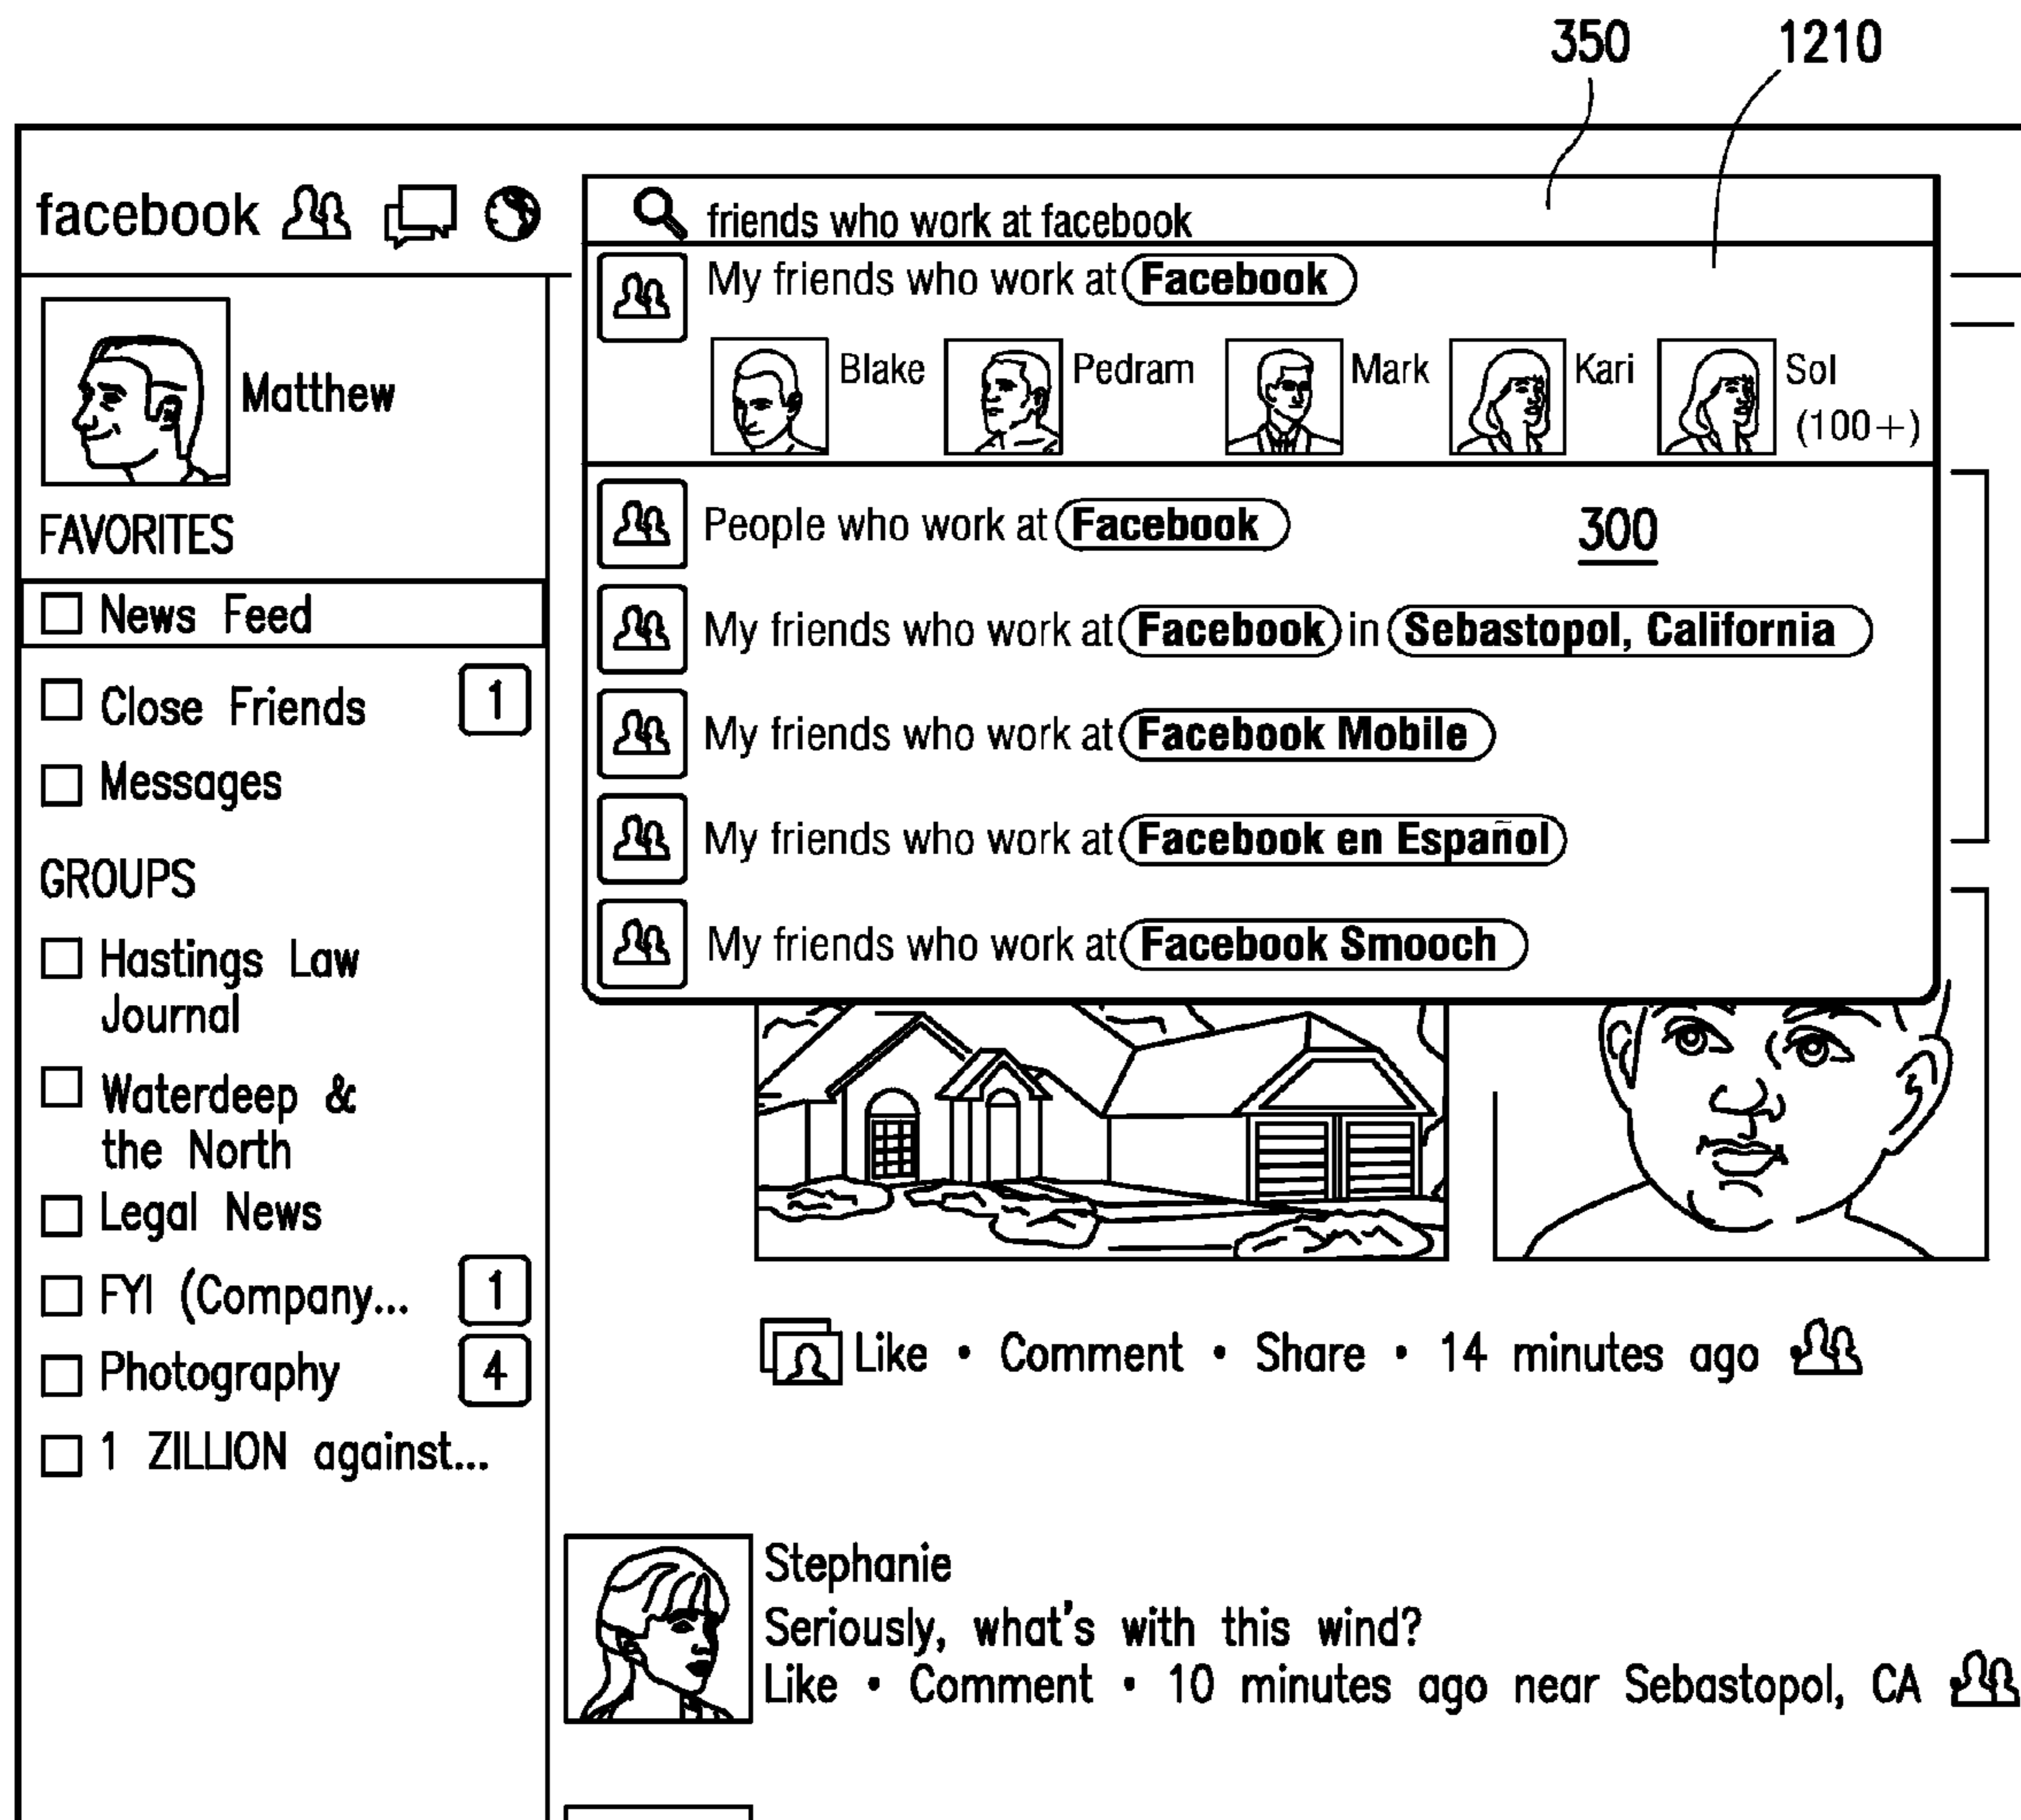 350 1210
facebook
friends who work at facebook
My friends who work at Facebook
Blake Pedram Mark Kari Sol
(100+)
People who work at Facebook
300
My friends who work at Facebook in Sebastopol, California
My friends who work at Facebook Mobile
My friends who work at Facebook en Español
My friends who work at Facebook Smooch
Matthew
FAVORITES
News Feed
Close Friends 1
Messages
GROUPS
Hastings Law
Journal
Waterdeep &
the North
Legal News
FYI (Company... 1
Photography 4
1 ZILLION against...
Like • Comment • Share • 14 minutes ago
Stephanie
Seriously, what's with this wind?
Like • Comment • 10 minutes ago near Sebastopol, CA